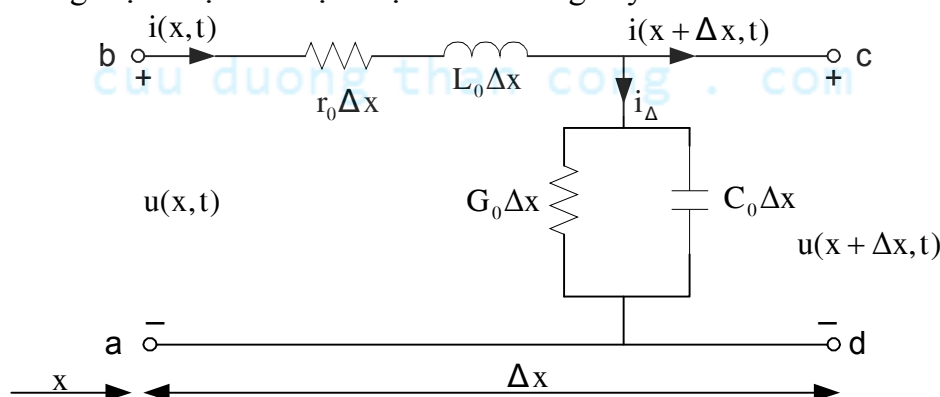 i(x,t)
i(x + Δx,t)
b
c
+
+
cuu duong than cong . com
r₀Δx
L₀Δx
i_Δ
u(x,t)
G₀Δx
C₀Δx
u(x + Δx,t)
−
−
a
d
x
Δx